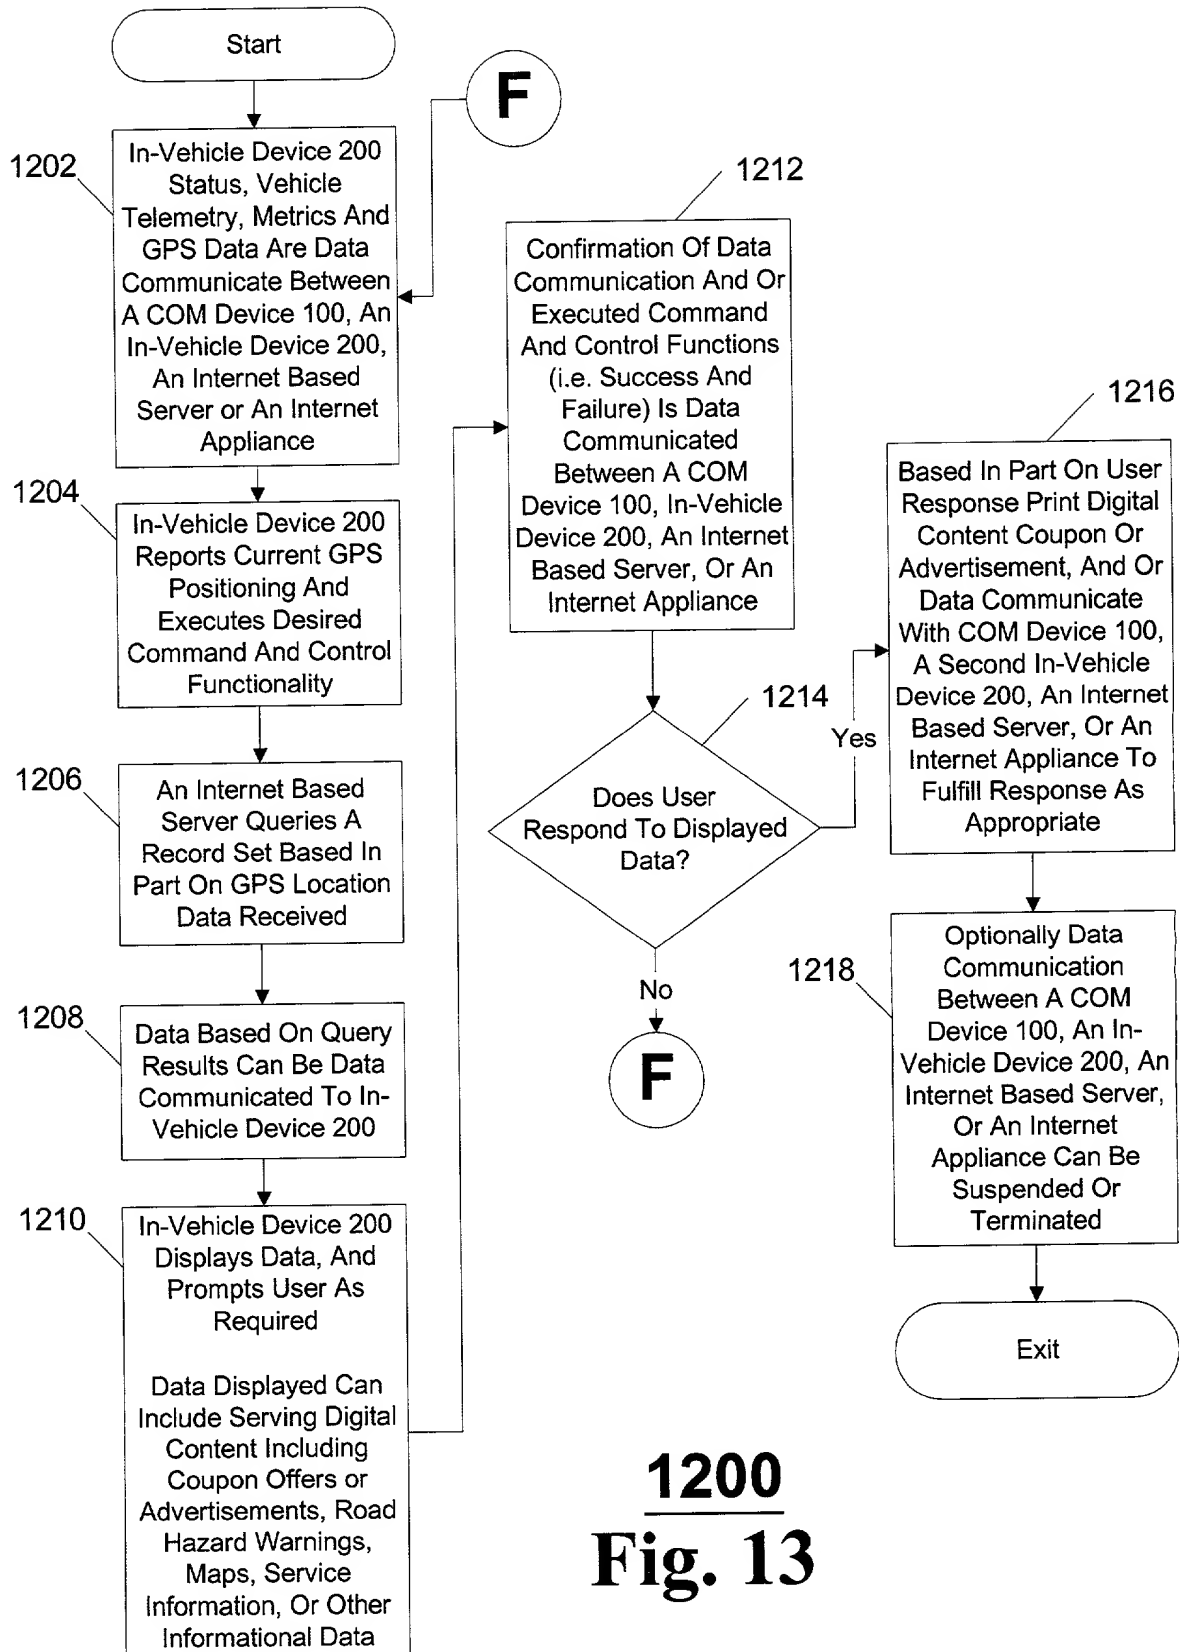 Start
F
1202
In-Vehicle Device 200
Status, Vehicle
Telemetry, Metrics And
GPS Data Are Data
Communicate Between
A COM Device 100, An
In-Vehicle Device 200,
An Internet Based
Server or An Internet
Appliance
1204
In-Vehicle Device 200
Reports Current GPS
Positioning And
Executes Desired
Command And Control
Functionality
1206
An Internet Based
Server Queries A
Record Set Based In
Part On GPS Location
Data Received
1208
Data Based On Query
Results Can Be Data
Communicated To In-
Vehicle Device 200
1210
In-Vehicle Device 200
Displays Data, And
Prompts User As
Required
Data Displayed Can
Include Serving Digital
Content Including
Coupon Offers or
Advertisements, Road
Hazard Warnings,
Maps, Service
Information, Or Other
Informational Data
1212
Confirmation Of Data
Communication And Or
Executed Command
And Control Functions
(i.e. Success And
Failure) Is Data
Communicated
Between A COM
Device 100, In-Vehicle
Device 200, An Internet
Based Server, Or An
Internet Appliance
1214
Does User
Respond To Displayed
Data?
Yes
No
F
1216
Based In Part On User
Response Print Digital
Content Coupon Or
Advertisement, And Or
Data Communicate
With COM Device 100,
A Second In-Vehicle
Device 200, An Internet
Based Server, Or An
Internet Appliance To
Fulfill Response As
Appropriate
1218
Optionally Data
Communication
Between A COM
Device 100, An In-
Vehicle Device 200, An
Internet Based Server,
Or An Internet
Appliance Can Be
Suspended Or
Terminated
Exit
1200
Fig. 13